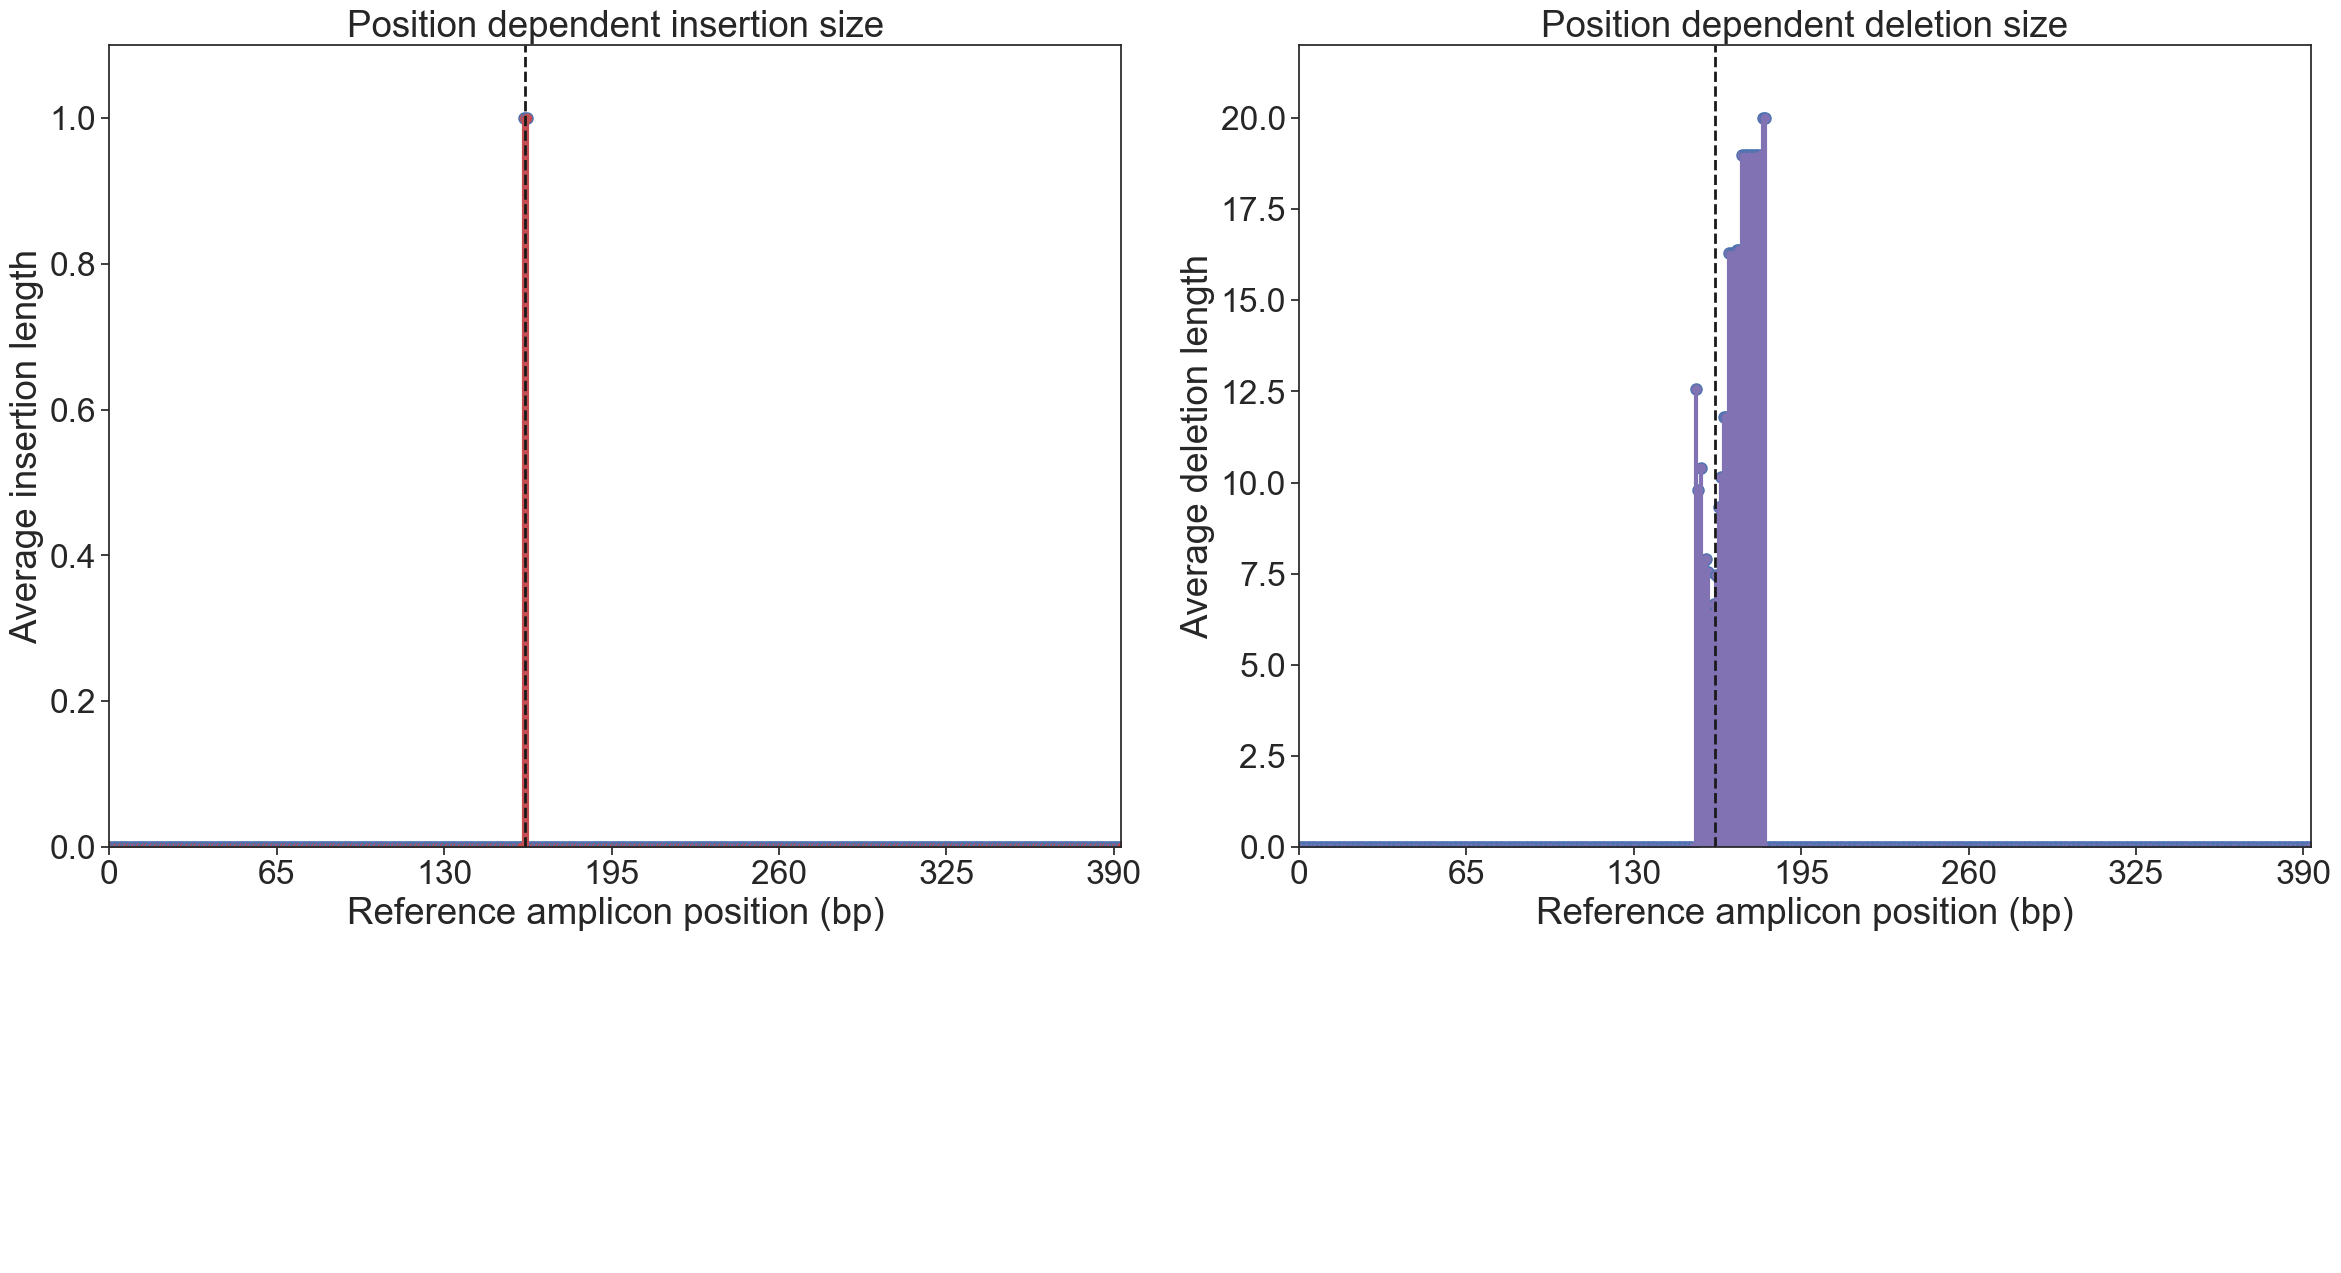 Position dependent insertion size
Average insertion length
1.0
0.8
0.6
0.4
0.2
0.0
0 65 130 195 260 325 390
Reference amplicon position (bp)
Position dependent deletion size
Average deletion length
20.0
17.5
15.0
12.5
10.0
7.5
5.0
2.5
0.0
0 65 130 195 260 325 390
Reference amplicon position (bp)